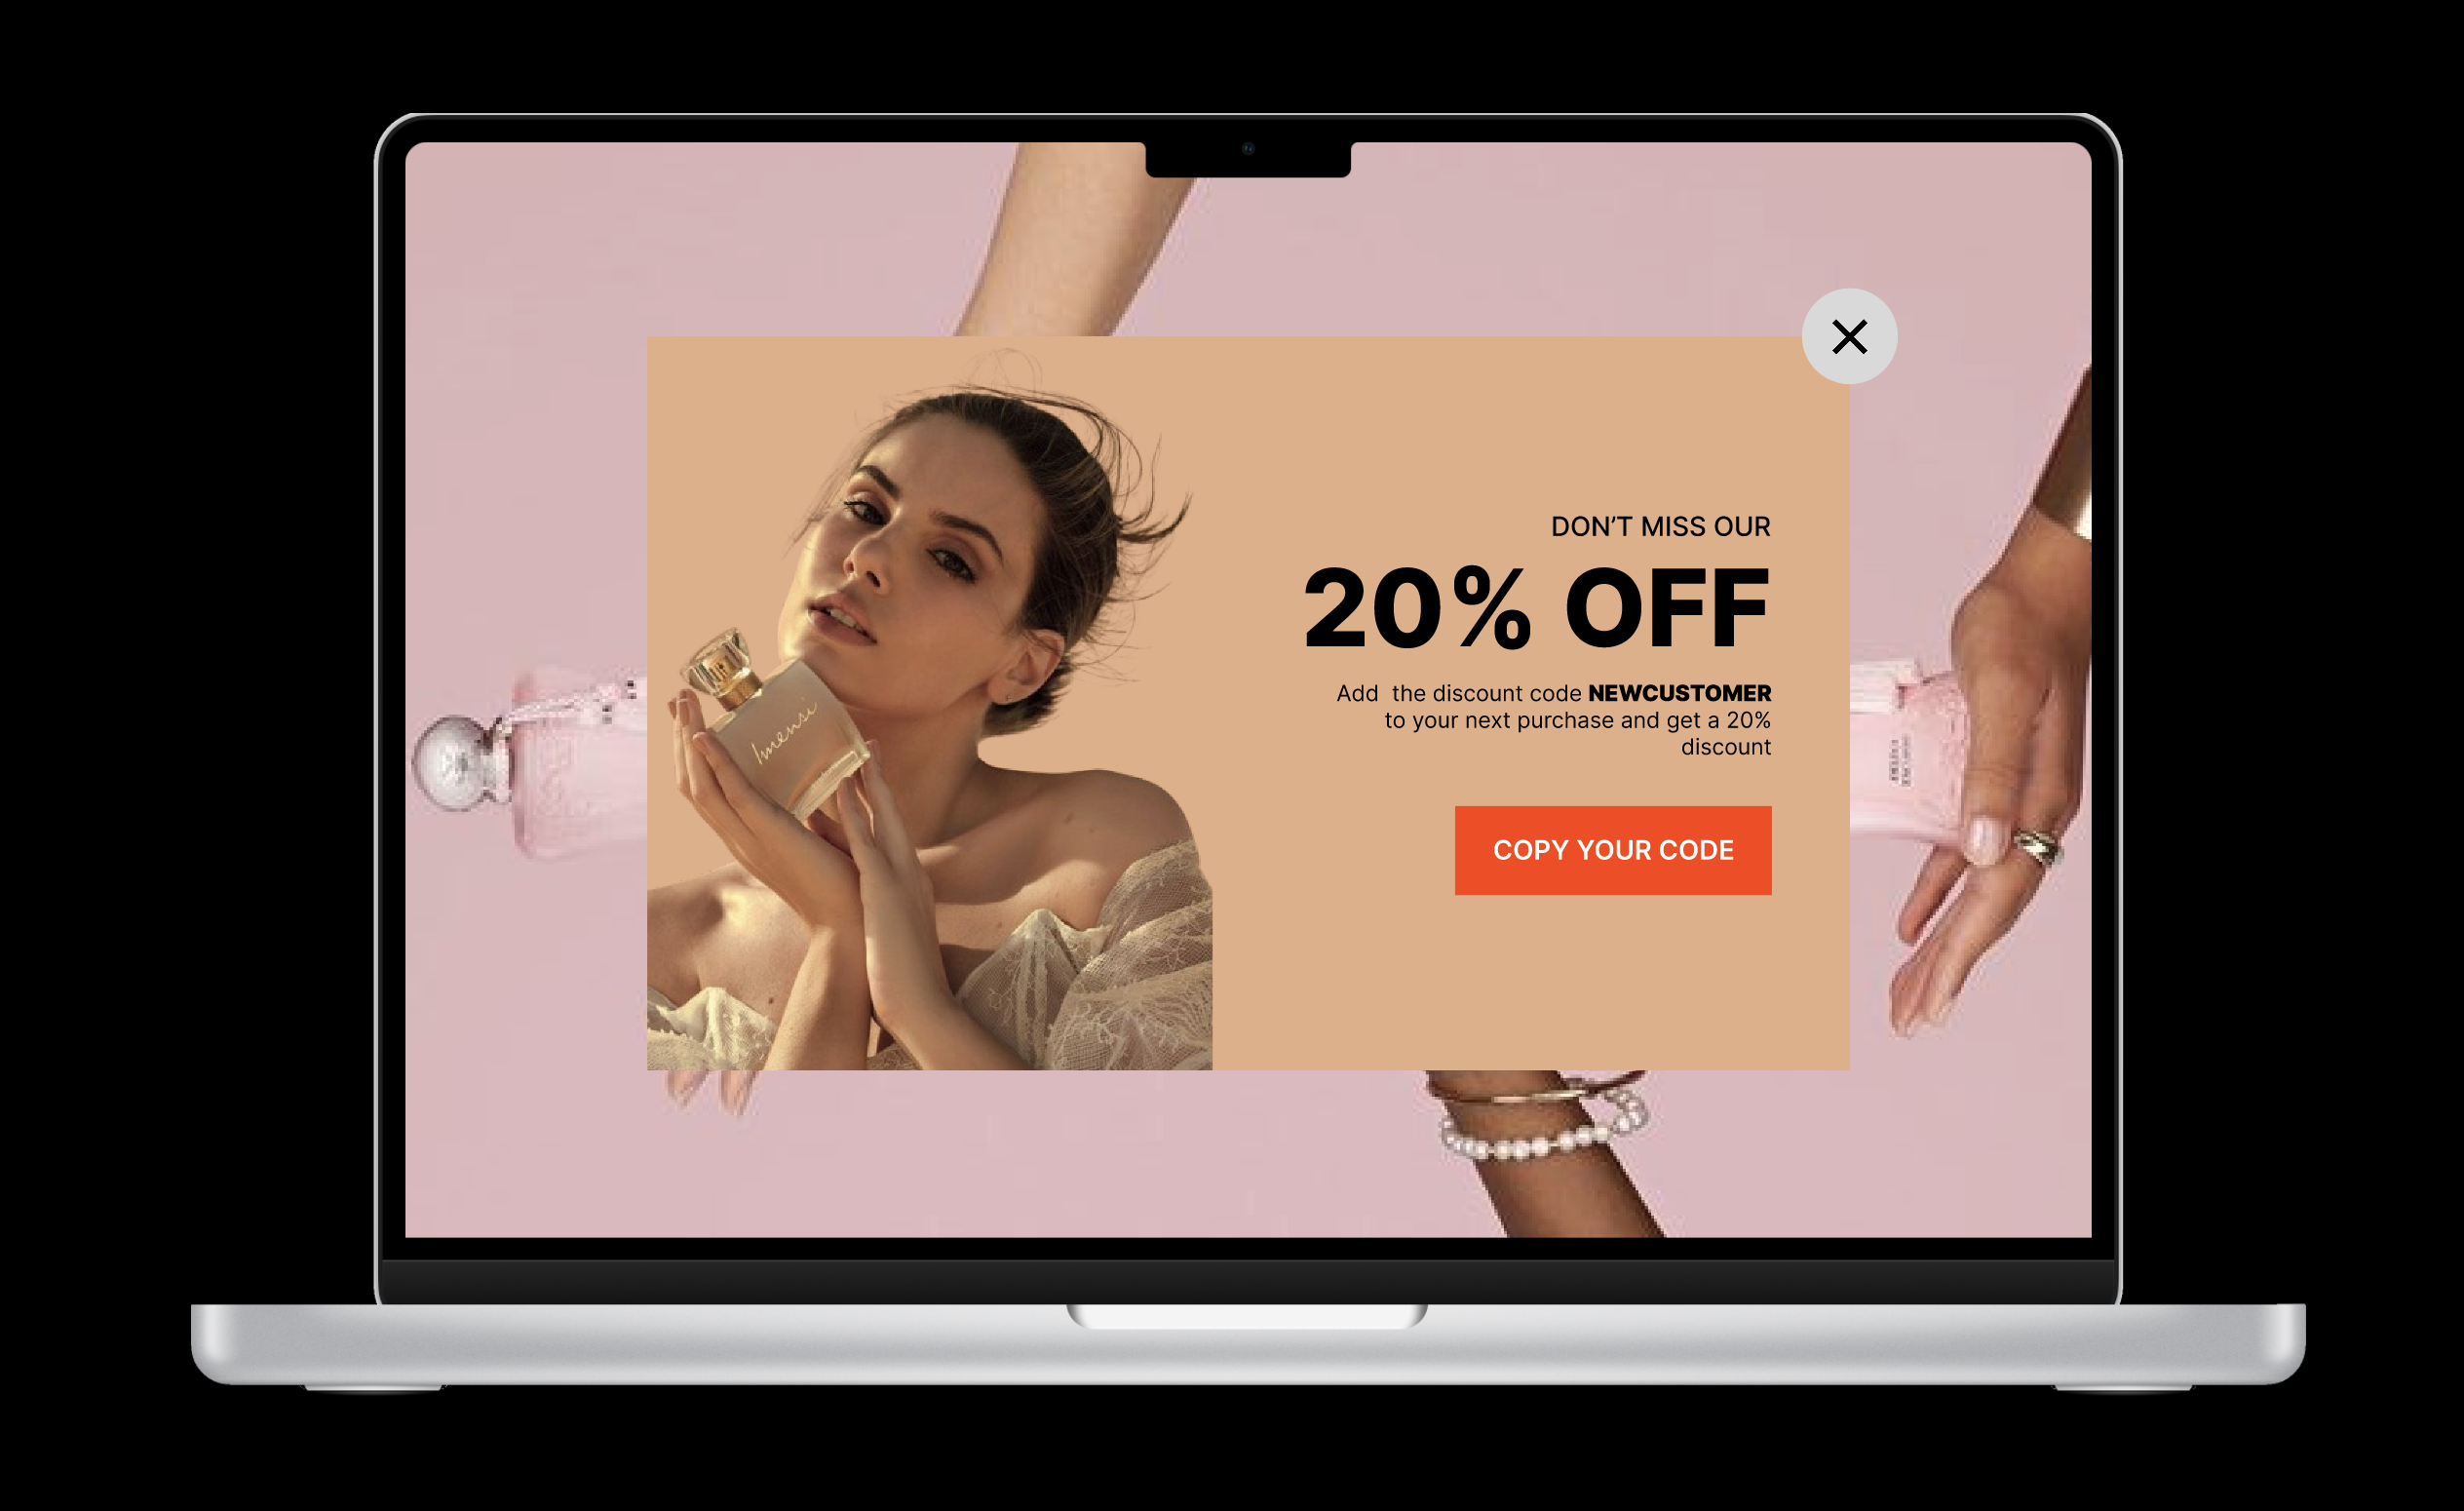 DON’T MISS OUR
20% OFF
Add  the discount code NEWCUSTOMER
to your next purchase and get a 20%
discount
COPY YOUR CODE
Imensi